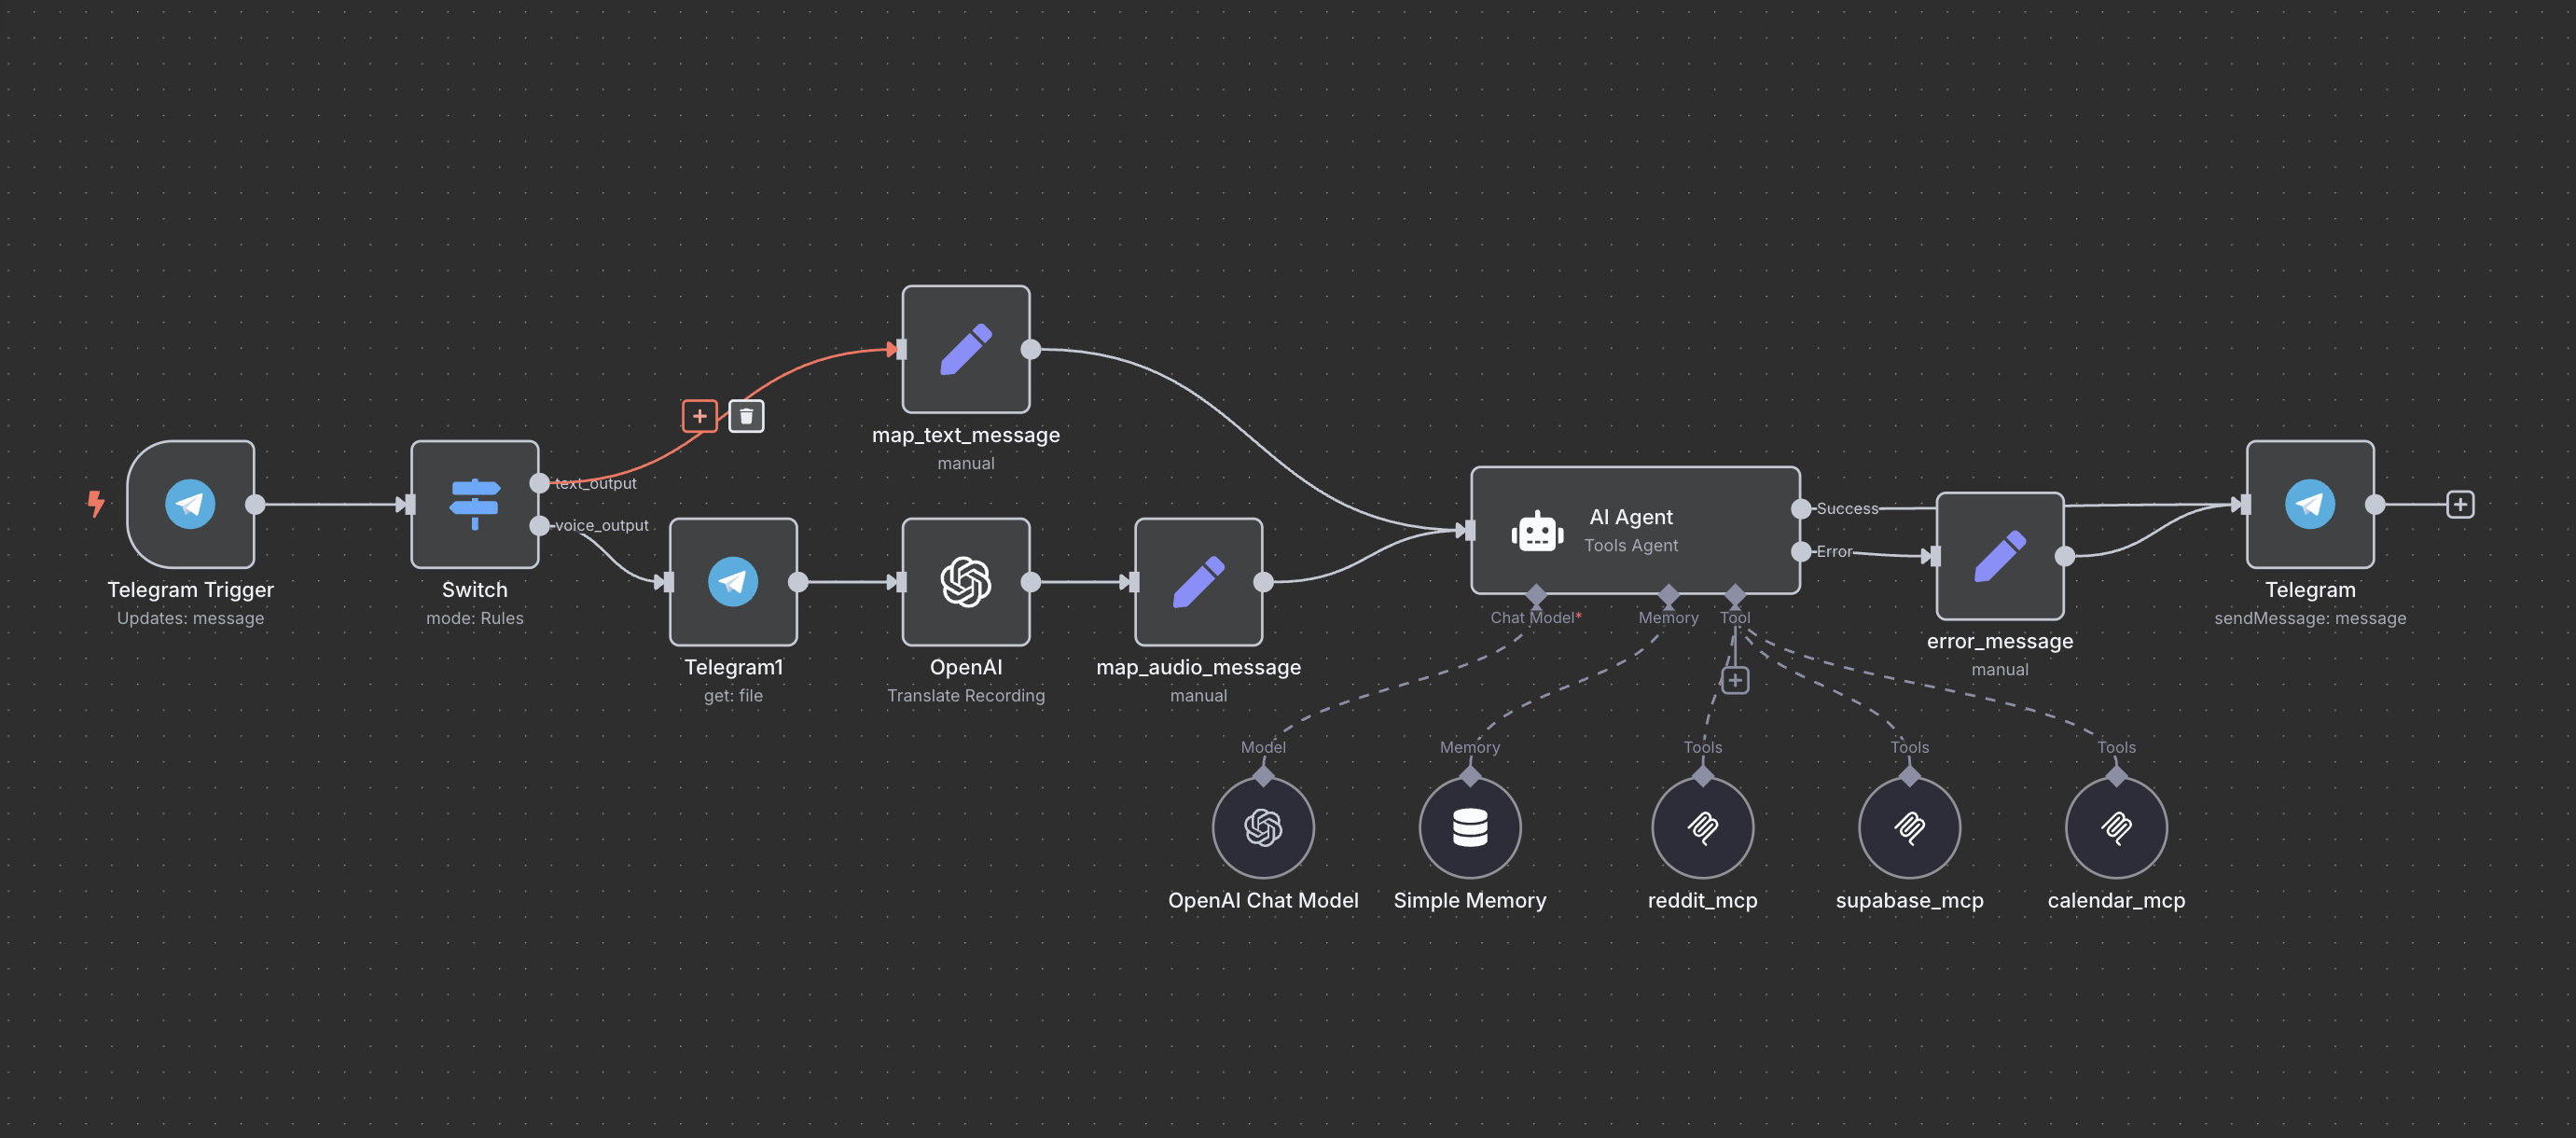 map_text_message
manual
text_output
voice_output
Telegram Trigger
Updates: message
Switch
mode: Rules
Telegram1
get: file
OpenAI
Translate Recording
map_audio_message
manual
AI Agent
Tools Agent
Success
Error
Chat Model*
Memory
Tool
error_message
manual
Telegram
sendMessage: message
Model
Memory
Tools
Tools
Tools
OpenAI Chat Model
Simple Memory
reddit_mcp
supabase_mcp
calendar_mcp